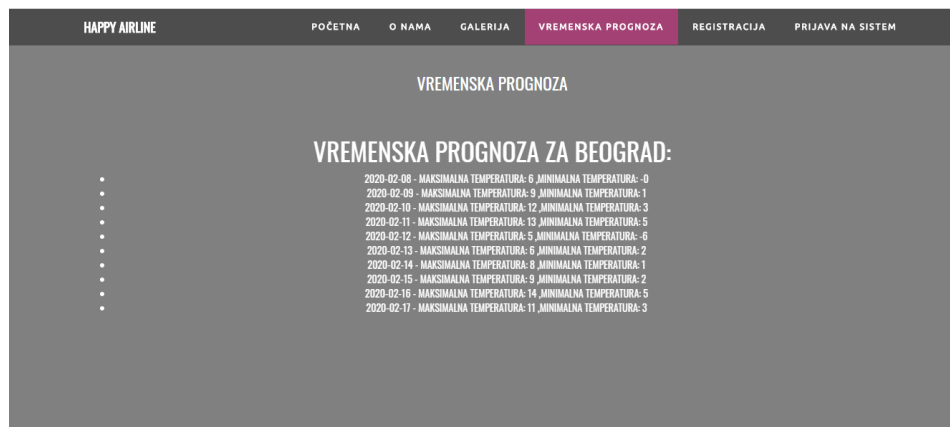 HAPPY AIRLINE POČETNA O NAMA GALERIJA VREMENSKA PROGNOZA REGISTRACIJA PRIJAVA NA SISTEM
VREMENSKA PROGNOZA
VREMENSKA PROGNOZA ZA BEOGRAD:
2020-02-08 - MAKSIMALNA TEMPERATURA: 6 ,MINIMALNA TEMPERATURA: -0
2020-02-09 - MAKSIMALNA TEMPERATURA: 9 ,MINIMALNA TEMPERATURA: 1
2020-02-10 - MAKSIMALNA TEMPERATURA: 12 ,MINIMALNA TEMPERATURA: 3
2020-02-11 - MAKSIMALNA TEMPERATURA: 13 ,MINIMALNA TEMPERATURA: 5
2020-02-12 - MAKSIMALNA TEMPERATURA: 5 ,MINIMALNA TEMPERATURA: -6
2020-02-13 - MAKSIMALNA TEMPERATURA: 6 ,MINIMALNA TEMPERATURA: 2
2020-02-14 - MAKSIMALNA TEMPERATURA: 8 ,MINIMALNA TEMPERATURA: 1
2020-02-15 - MAKSIMALNA TEMPERATURA: 9 ,MINIMALNA TEMPERATURA: 2
2020-02-16 - MAKSIMALNA TEMPERATURA: 14 ,MINIMALNA TEMPERATURA: 5
2020-02-17 - MAKSIMALNA TEMPERATURA: 11 ,MINIMALNA TEMPERATURA: 3